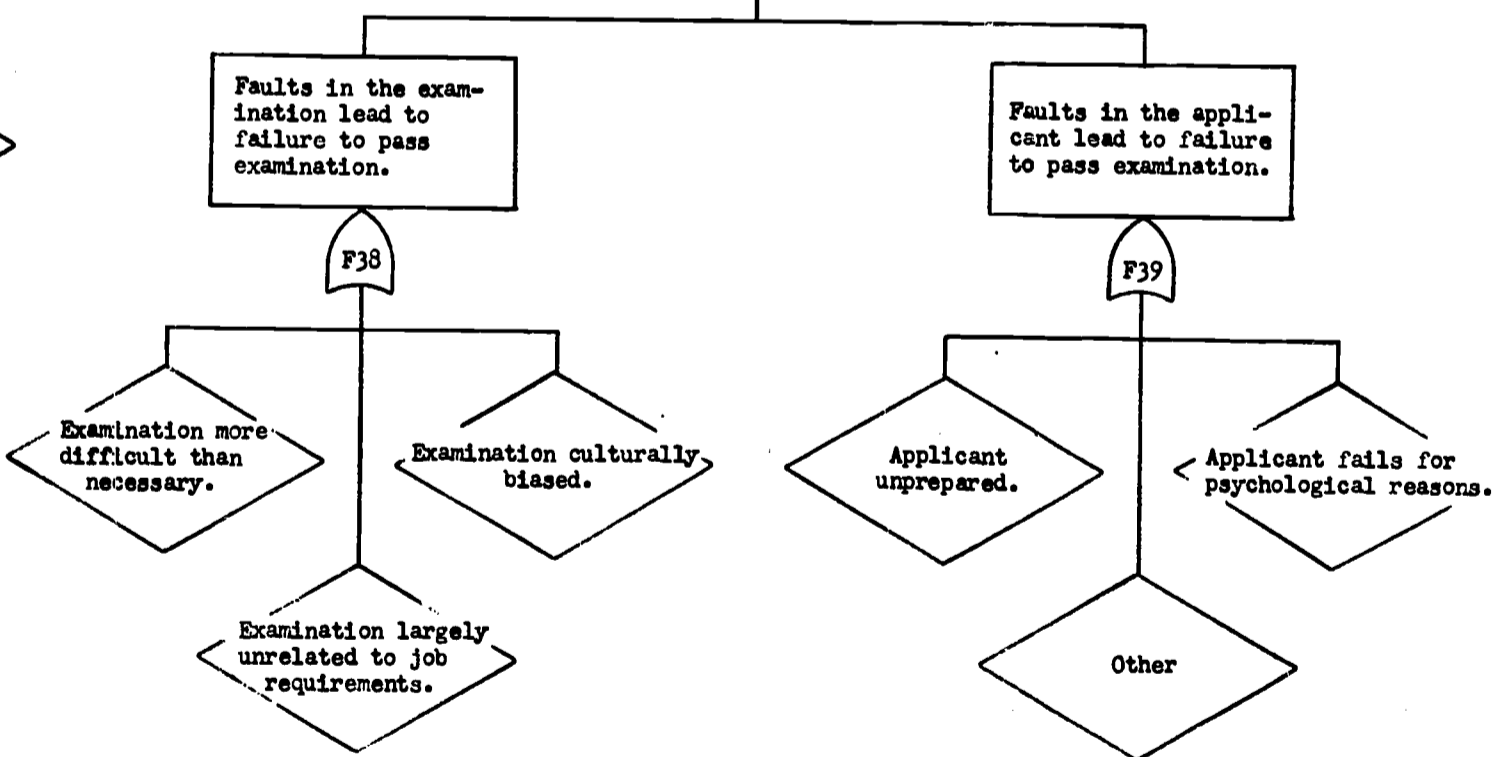 Faults in the exam-
ination lead to
failure to pass
examination.
Faults in the appli-
cant lead to failure
to pass examination.
F38
F39
Examination more
difficult than
necessary.
Examination culturally
biased.
Applicant
unprepared.
Applicant fails for
psychological reasons.
Examination largely
unrelated to job
requirements.
Other